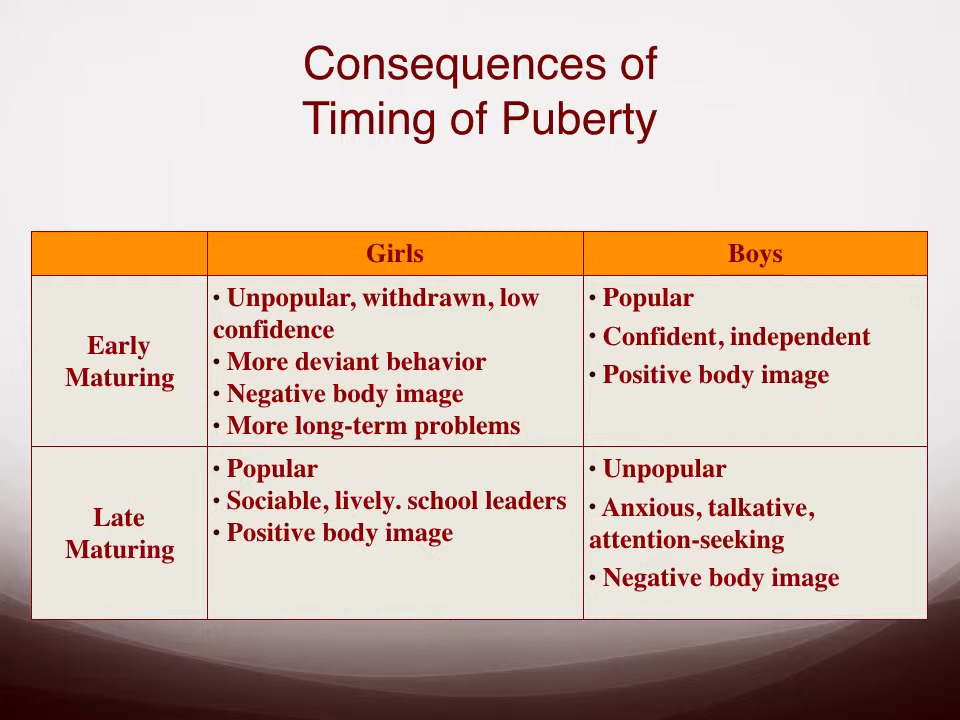 Consequences of
Timing of Puberty
Girls
Boys
Early
Maturing
• Unpopular, withdrawn, low
confidence
• More deviant behavior
• Negative body image
• More long-term problems
• Popular
• Confident, independent
• Positive body image
Late
Maturing
• Popular
• Sociable, lively. school leaders
• Positive body image
• Unpopular
• Anxious, talkative,
attention-seeking
• Negative body image